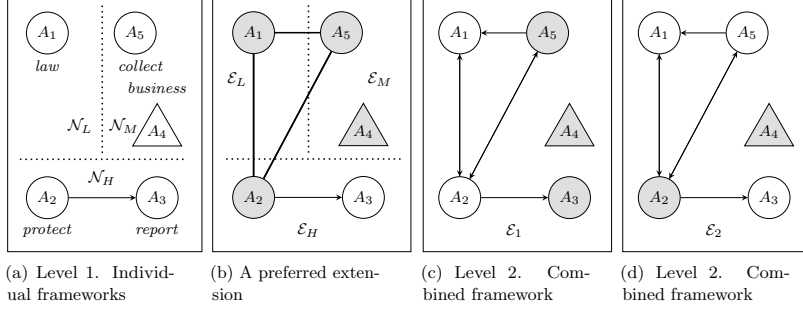 A1
law
A5
collect
business
N_L
N_M
A4
N_H
A2
protect
A3
report
(a) Level 1. Individ-
ual frameworks
A1
A5
E_L
E_M
A4
A2
A3
E_H
(b) A preferred exten-
sion
A1
A5
A4
A2
A3
E_1
(c) Level 2. Com-
bined framework
A1
A5
A4
A2
A3
E_2
(d) Level 2. Com-
bined framework